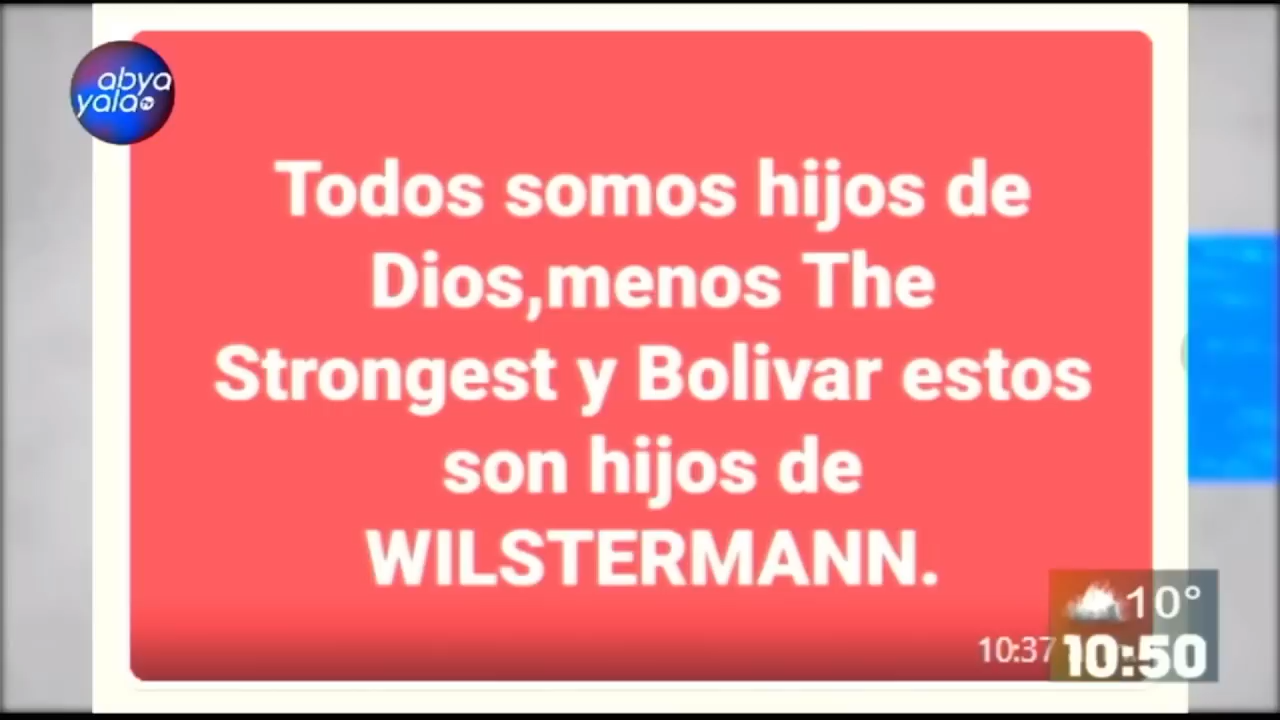 abya
yala tv
Todos somos hijos de
Dios,menos The
Strongest y Bolivar estos
son hijos de
WILSTERMANN.
10°
10:37
10:50